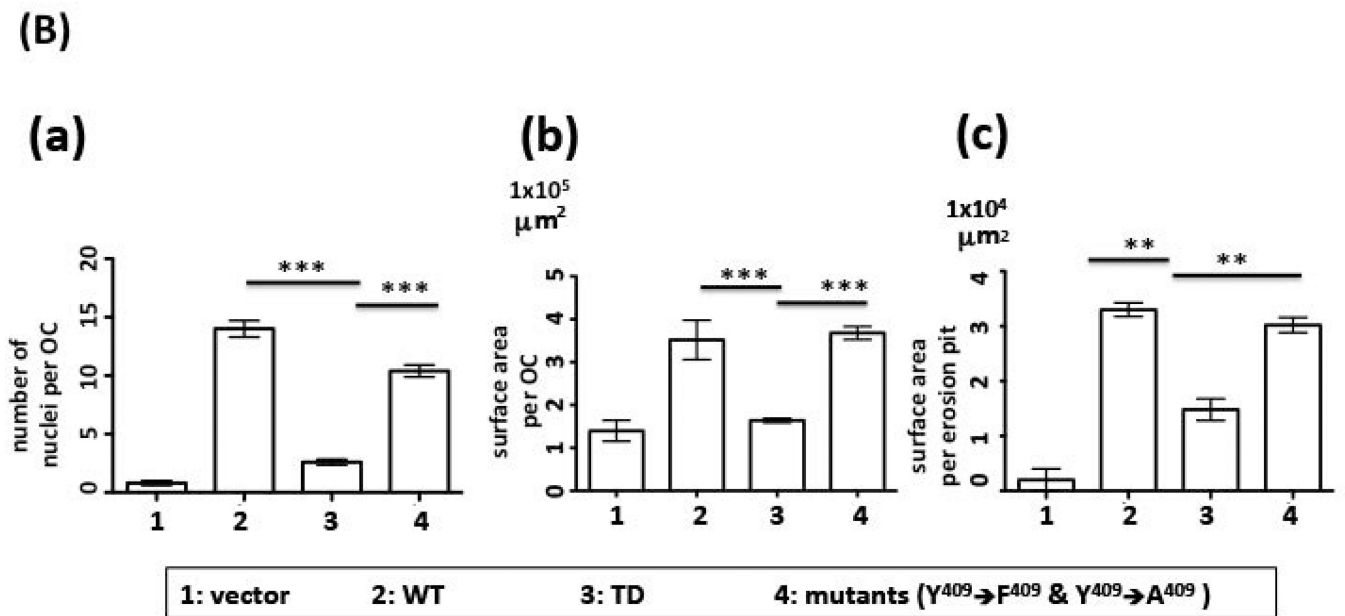 (B)
(a)
number of
nuclei per OC
20
15
10
5
0
***
***
1 2 3 4
(b)
1x10⁵
μm²
surface area
per OC
5
4
3
2
1
0
***
***
1 2 3 4
(c)
1x10⁴
μm²
surface area
per erosion pit
4
3
1
0
**
**
1 2 3 4
1: vector 2: WT 3: TD 4: mutants (Y⁴⁰⁹→F⁴⁰⁹ & Y⁴⁰⁹→A⁴⁰⁹ )